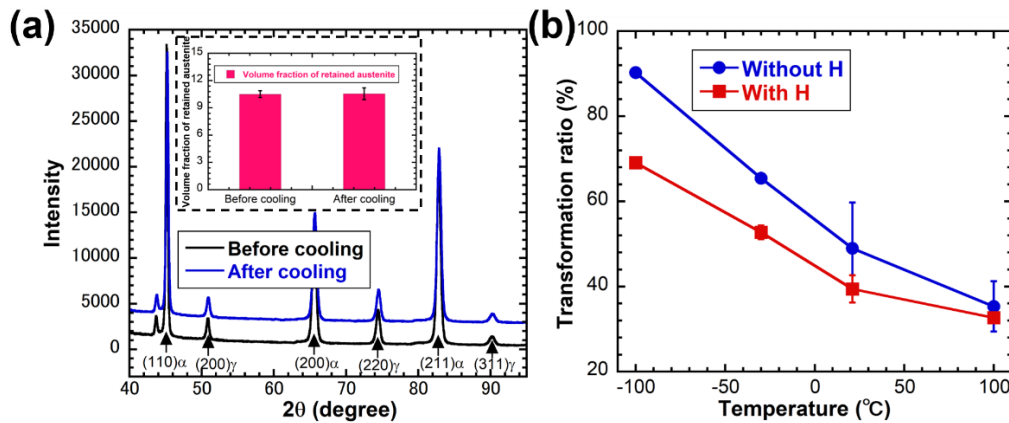 (a)
35000
30000
25000
20000
15000
10000
5000
0
Intensity
15
12
9
6
3
0
Volume fraction of retained austenite
Volume fraction of retained austenite
Before cooling
After cooling
Before cooling
After cooling
(110)α
(200)γ
(200)α
(220)γ
(211)α
(311)γ
40
50
60
70
80
90
2θ (degree)
(b)
100
80
60
40
20
Transformation ratio (%)
Without H
With H
-100
-50
0
50
100
Temperature (℃)